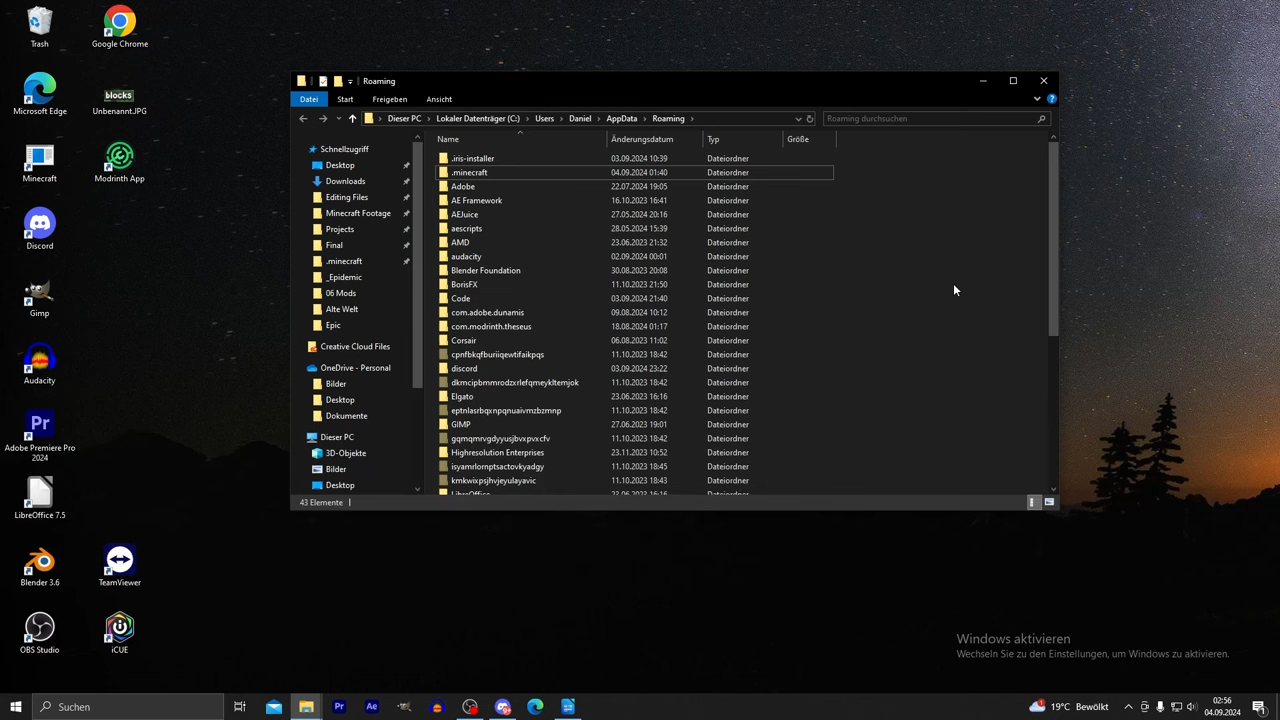 Trash
Google Chrome
Microsoft Edge
blocks
Unbenannt.JPG
Minecraft
Modrinth App
Discord
Gimp
Audacity
Pr
Adobe Premiere Pro
2024
LibreOffice 7.5
Blender 3.6
TeamViewer
OBS Studio
iCUE
Roaming
Datei
Start
Freigeben
Ansicht
Dieser PC
Lokaler Datenträger (C:)
Users
Daniel
AppData
Roaming
Roaming durchsuchen
Schnellzugriff
Desktop
Downloads
Editing Files
Minecraft Footage
Projects
Final
.minecraft
_Epidemic
06 Mods
Alte Welt
Epic
Creative Cloud Files
OneDrive - Personal
Bilder
Desktop
Dokumente
Dieser PC
3D-Objekte
Bilder
Desktop
Name Änderungsdatum Typ Größe
.iris-installer 03.09.2024 10:39 Dateiordner
.minecraft 04.09.2024 01:40 Dateiordner
Adobe 22.07.2024 19:05 Dateiordner
AE Framework 16.10.2023 16:41 Dateiordner
AEJuice 27.05.2024 20:16 Dateiordner
aescripts 28.05.2024 15:39 Dateiordner
AMD 23.06.2023 21:32 Dateiordner
audacity 02.09.2024 00:01 Dateiordner
Blender Foundation 30.08.2023 20:08 Dateiordner
BorisFX 11.10.2023 21:50 Dateiordner
Code 03.09.2024 21:40 Dateiordner
com.adobe.dunamis 09.08.2024 10:12 Dateiordner
com.modrinth.theseus 18.08.2024 01:17 Dateiordner
Corsair 06.08.2023 11:02 Dateiordner
cpnfbkqfburiiqewtifaikpqs 11.10.2023 18:42 Dateiordner
discord 03.09.2024 23:22 Dateiordner
dkmcipbmmrodzxrlefqmeykltemjok 11.10.2023 18:42 Dateiordner
Elgato 23.06.2023 16:16 Dateiordner
eptnlasrbqxnpqnuaivmzbzmnp 11.10.2023 18:42 Dateiordner
GIMP 27.06.2023 19:01 Dateiordner
gqmqmrvgdyyusjbvxpvxcfv 11.10.2023 18:42 Dateiordner
Highresolution Enterprises 23.11.2023 10:52 Dateiordner
isyamrlornptsactovkyadgy 11.10.2023 18:45 Dateiordner
kmkwixpsjhvjeyulayavic 11.10.2023 18:43 Dateiordner
LibreOffice 23.06.2023 16:16 Dateiordner
43 Elemente
Windows aktivieren
Wechseln Sie zu den Einstellungen, um Windows zu aktivieren.
Suchen
Pr
Ae
19°C Bewölkt
02:56
04.09.2024
1